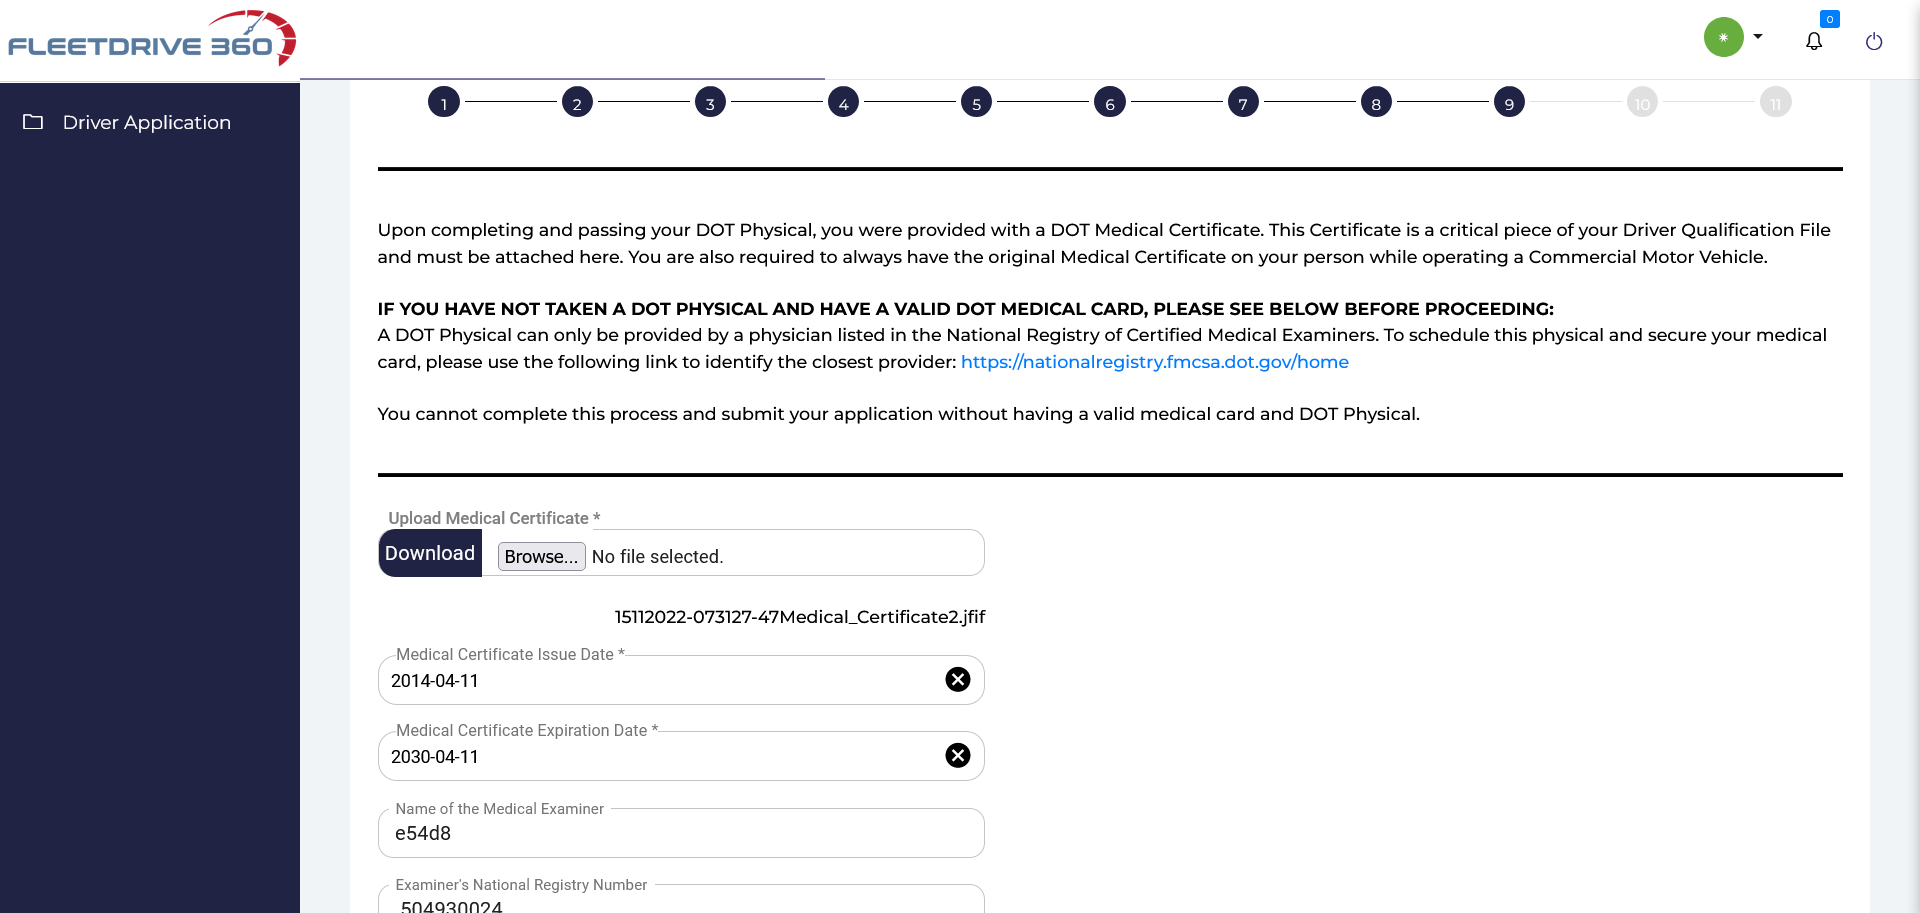 FLEETDRIVE 360
0
Driver Application
1 2 3 4 5 6 7 8 9 10 11
Upon completing and passing your DOT Physical, you were provided with a DOT Medical Certificate. This Certificate is a critical piece of your Driver Qualification File
and must be attached here. You are also required to always have the original Medical Certificate on your person while operating a Commercial Motor Vehicle.
IF YOU HAVE NOT TAKEN A DOT PHYSICAL AND HAVE A VALID DOT MEDICAL CARD, PLEASE SEE BELOW BEFORE PROCEEDING:
A DOT Physical can only be provided by a physician listed in the National Registry of Certified Medical Examiners. To schedule this physical and secure your medical
card, please use the following link to identify the closest provider: https://nationalregistry.fmcsa.dot.gov/home
You cannot complete this process and submit your application without having a valid medical card and DOT Physical.
Upload Medical Certificate *
Download Browse... No file selected.
15112022-073127-47Medical_Certificate2.jfif
Medical Certificate Issue Date *
2014-04-11
Medical Certificate Expiration Date *
2030-04-11
Name of the Medical Examiner
e54d8
Examiner's National Registry Number
504930024